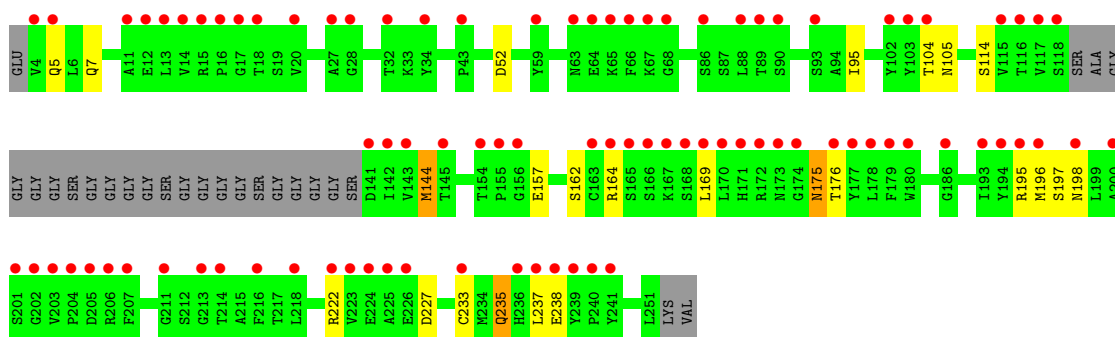 GLU V4 Q5 L6 Q7 A11 E12 L13 V14 R15 P16 G17 T18 S19 V20 A27 G28 T32 K33 Y34 P43 D52 Y59 N63 E64 K65 F66 K67 G68 S86 S87 L88 T89 S90 S93 A94 I95 Y102 Y103 T104 N105 S114 V115 T116 V117 S118 SER ALA GLY
GLY GLY GLY SER GLY GLY GLY GLY SER GLY GLY GLY GLY SER GLY GLY GLY GLY SER D141 I142 V143 M144 T145 T154 P155 G156 E157 S162 C163 R164 S165 S166 K167 S168 L169 L170 H171 R172 N173 G174 N175 T176 Y177 L178 F179 W180 G186 I193 Y194 R195 M196 S197 N198 L199 A200
S201 G202 V203 P204 D205 R206 F207 G211 S212 G213 T214 A215 F216 T217 L218 R222 V223 E224 A225 E226 D227 C233 M234 Q235 H236 L237 E238 Y239 P240 Y241 L251 LYS VAL